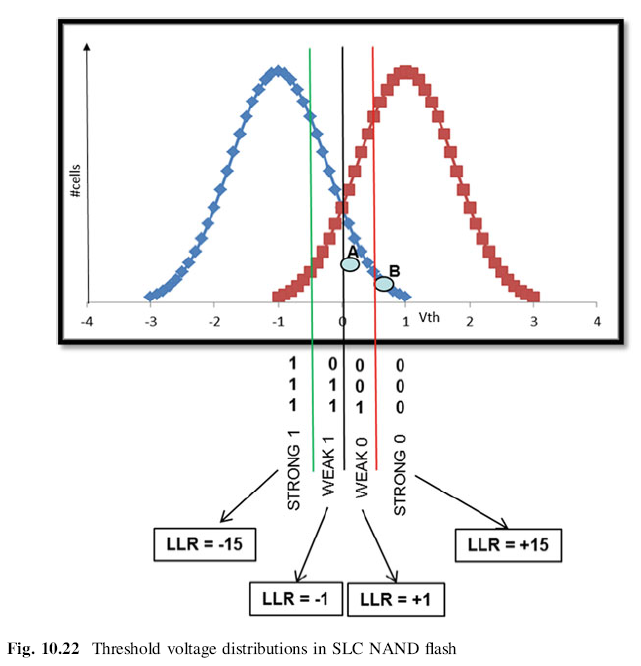 #cells
A
B
-4 -3 -2 -1 0 1 2 3 4
Vth
1 0 0 0
1 1 0 0
1 1 1 0
STRONG 1
WEAK 1
WEAK 0
STRONG 0
LLR = -15
LLR = +15
LLR = -1
LLR = +1
Fig. 10.22 Threshold voltage distributions in SLC NAND flash